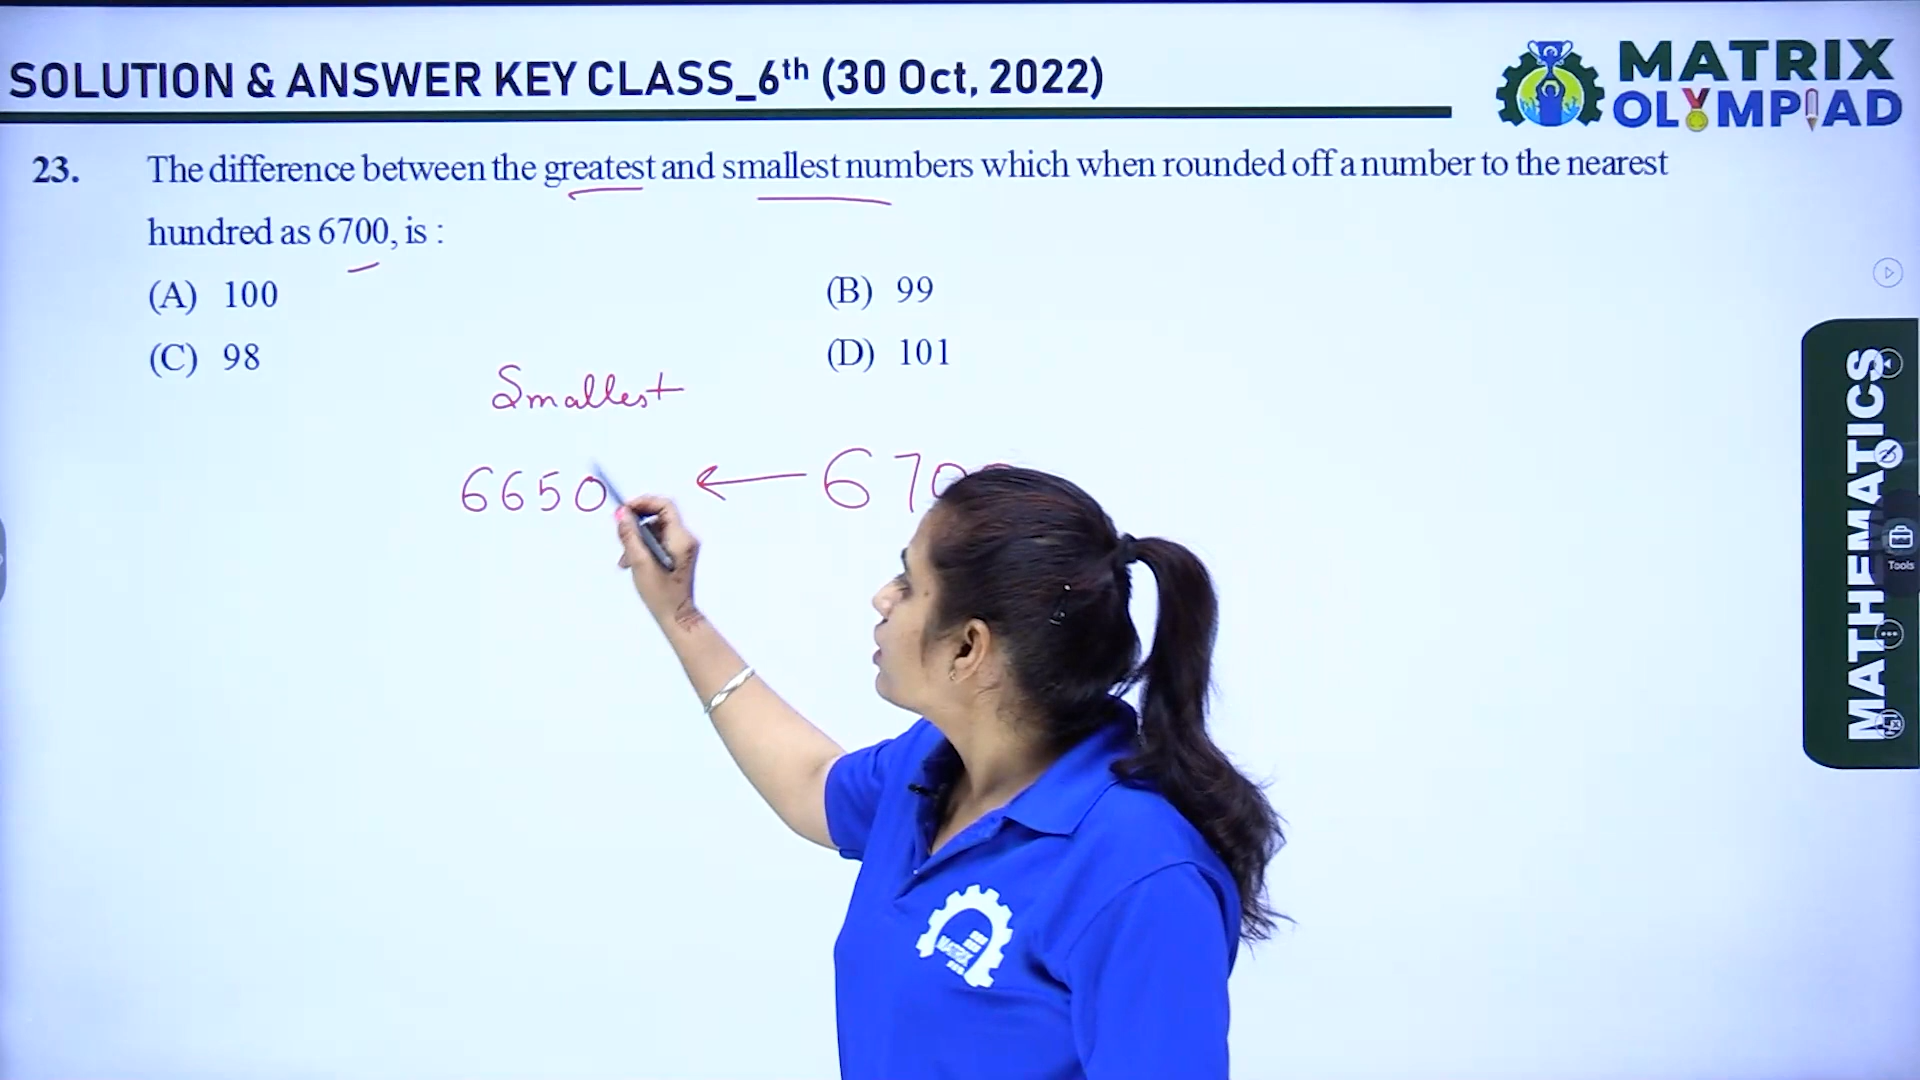 SOLUTION & ANSWER KEY CLASS_6th (30 Oct, 2022)
MATRIX
OLYMPIAD
23. The difference between the greatest and smallest numbers which when rounded off a number to the nearest
hundred as 6700, is :
(A) 100
(B) 99
(C) 98
(D) 101
Smallest
6650 ← 670
MATHEMATICS
Tools
MATRIX